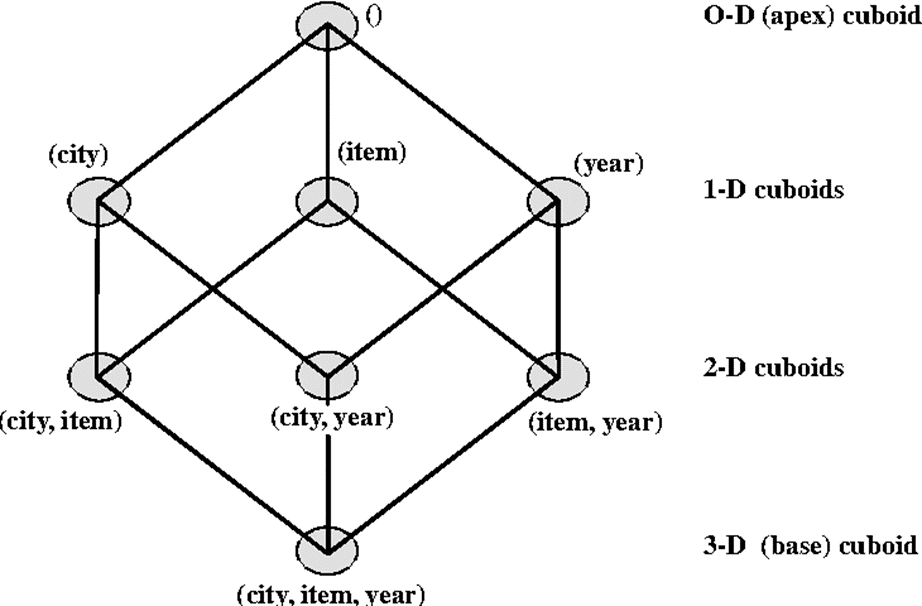 ()
O-D (apex) cuboid
(city)
(item)
(year)
1-D cuboids
2-D cuboids
(city, item)
(city, year)
(item, year)
3-D (base) cuboid
(city, item, year)